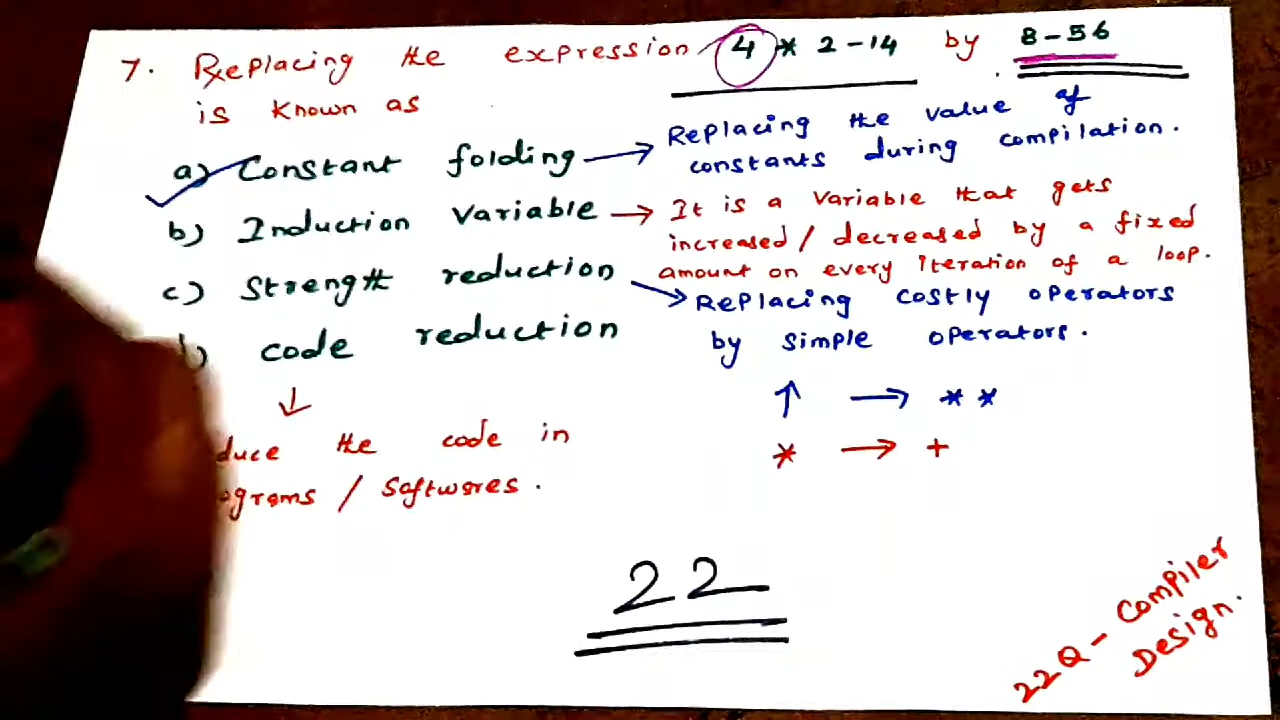 7. Replacing the expression 4 * 2 - 14 by 8 - 56
is known as
a) Constant folding → Replacing the value of
constants during compilation.
b) Induction variable → It is a variable that gets
increased / decreased by a fixed
amount on every iteration of a loop.
c) Strength reduction → Replacing costly operators
by simple operators.
code reduction
↑ → * *
* → +
↓
the code in
/ Softwares.
22
22Q - Compiler
Design.